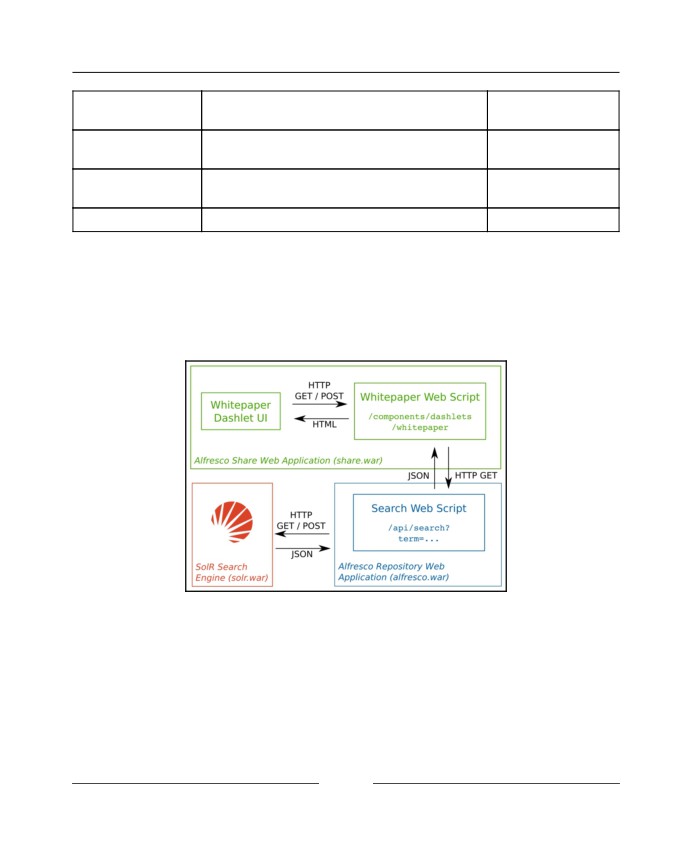 HTTP
GET / POST
HTML
Whitepaper
Dashlet UI
Whitepaper Web Script
/components/dashlets
/whitepaper
Alfresco Share Web Application (share.war)
JSON
HTTP GET
HTTP
GET / POST
JSON
Search Web Script
/api/search?
term=...
SolR Search
Engine (solr.war)
Alfresco Repository Web
Application (alfresco.war)